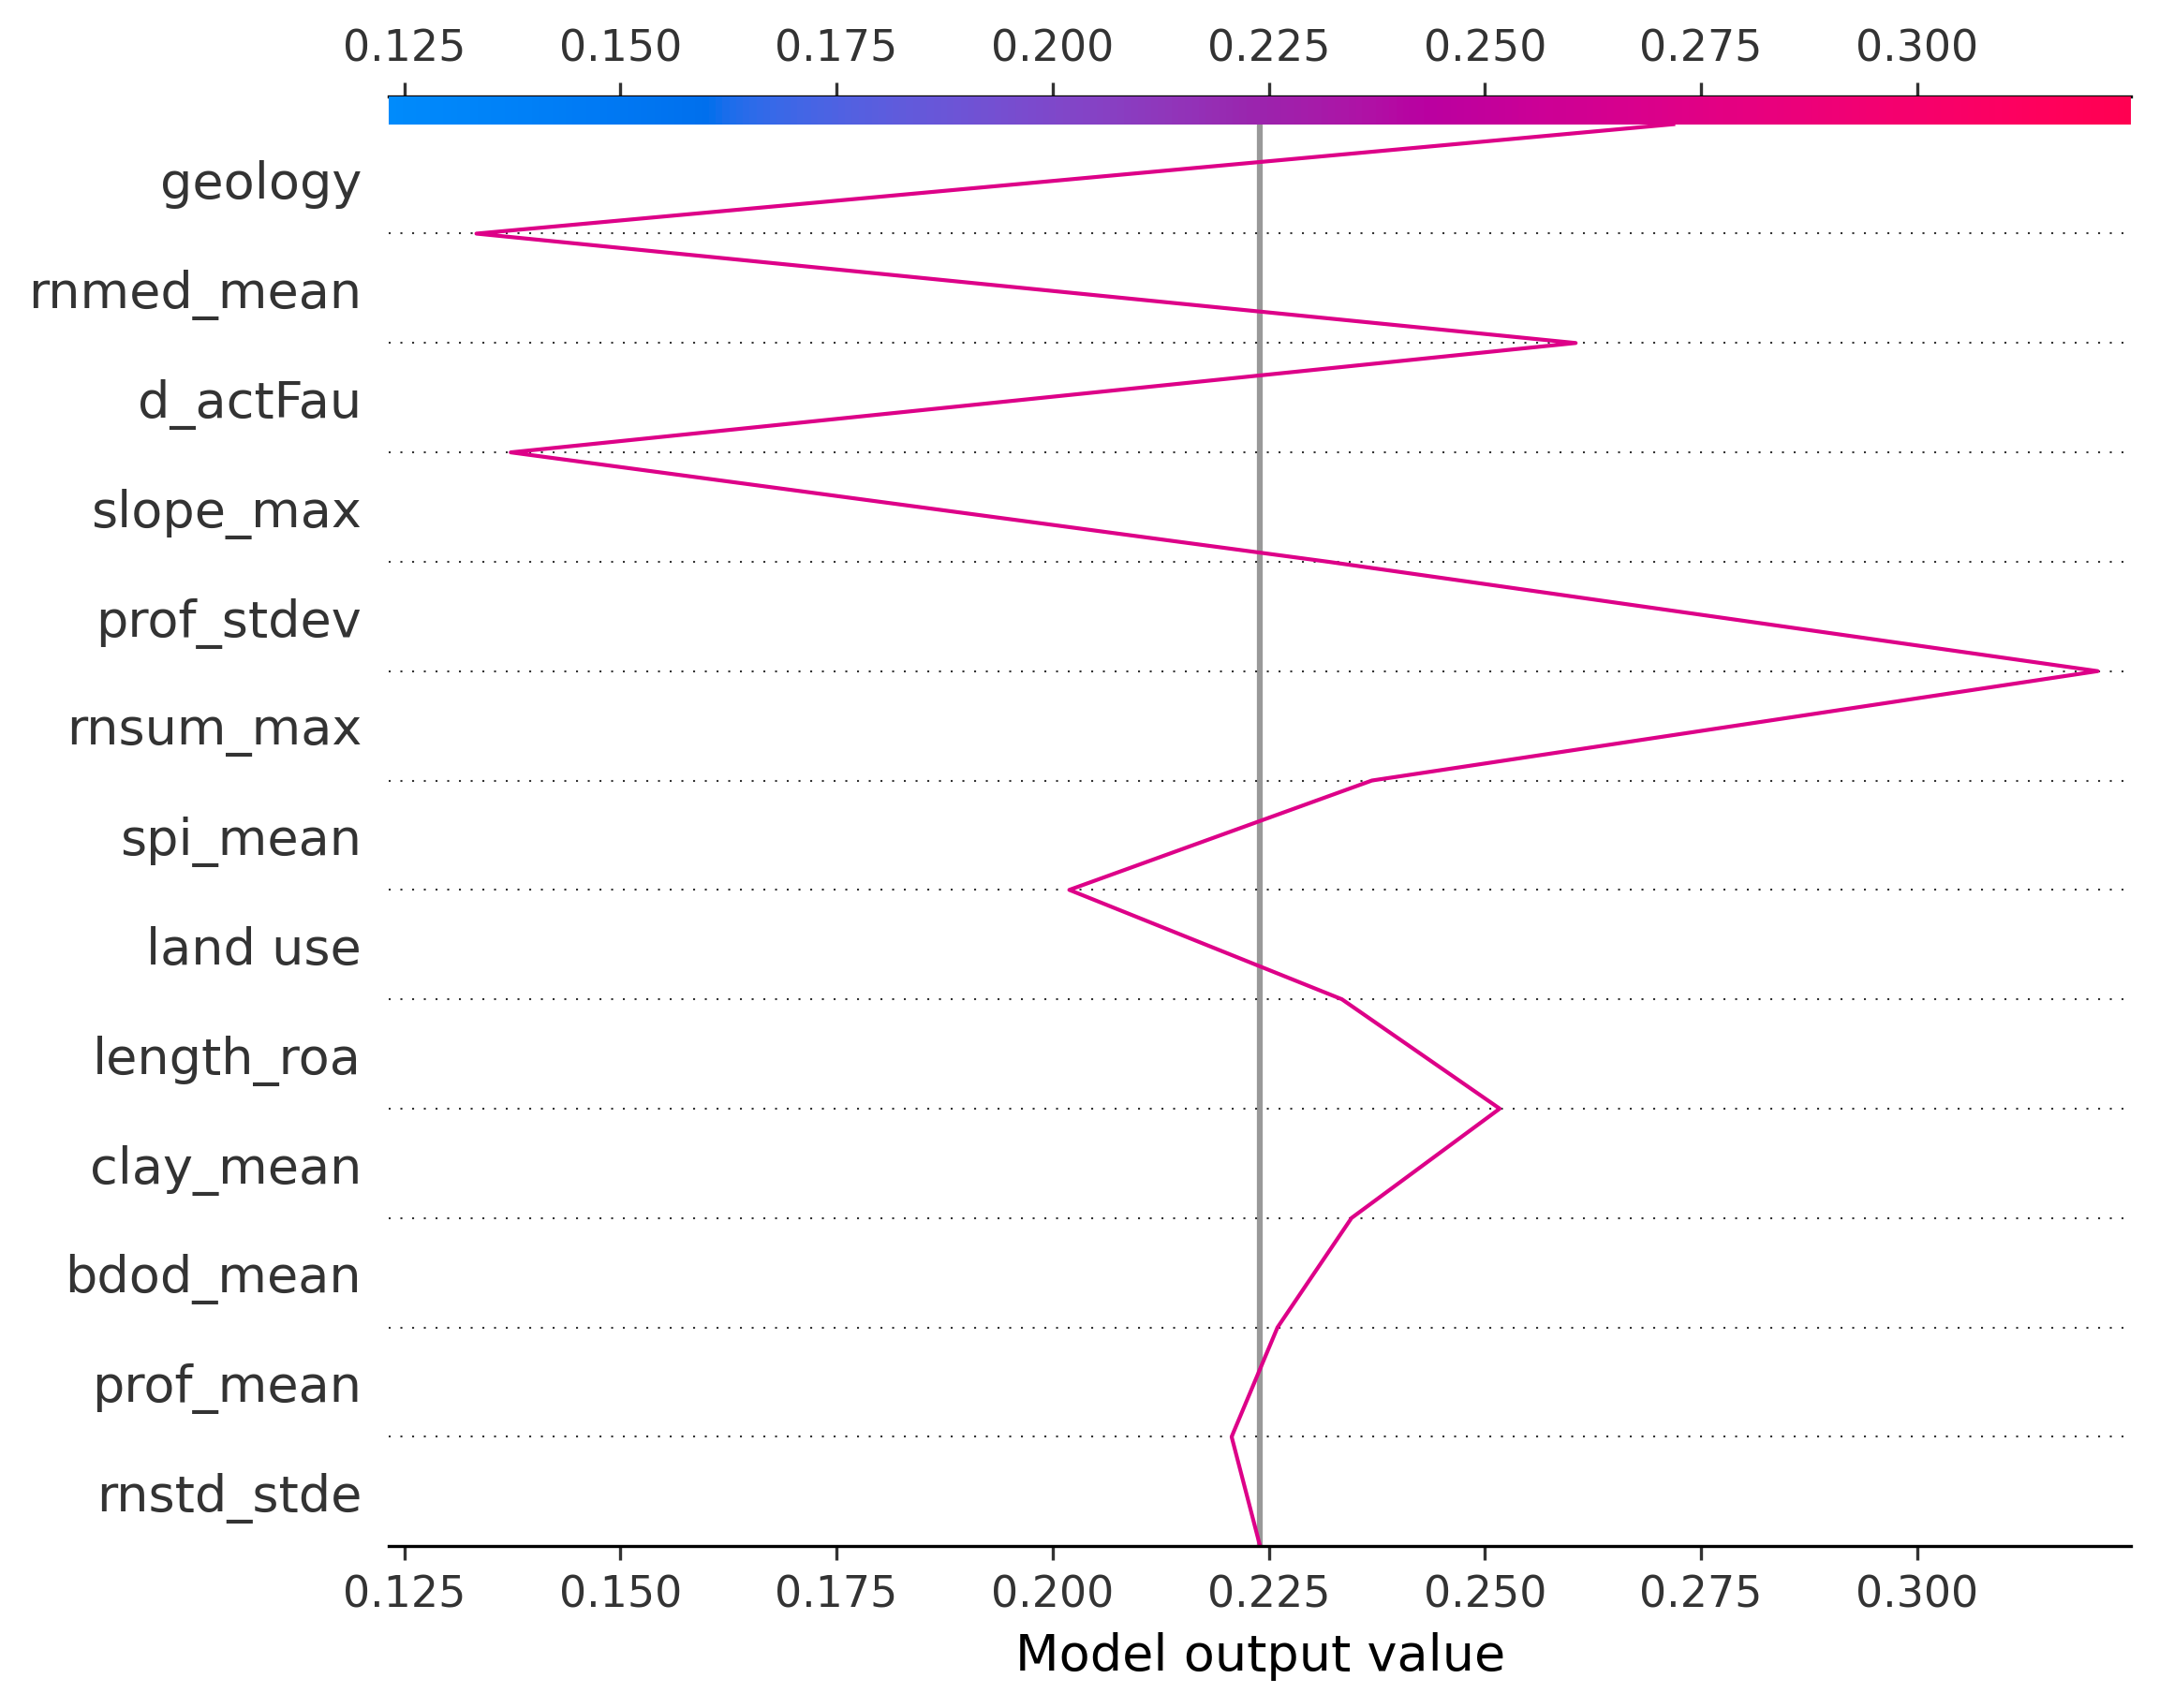 0.125 0.150 0.175 0.200 0.225 0.250 0.275 0.300
geology
rnmed_mean
d_actFau
slope_max
prof_stdev
rnsum_max
spi_mean
land use
length_roa
clay_mean
bdod_mean
prof_mean
rnstd_stde
0.125 0.150 0.175 0.200 0.225 0.250 0.275 0.300
Model output value